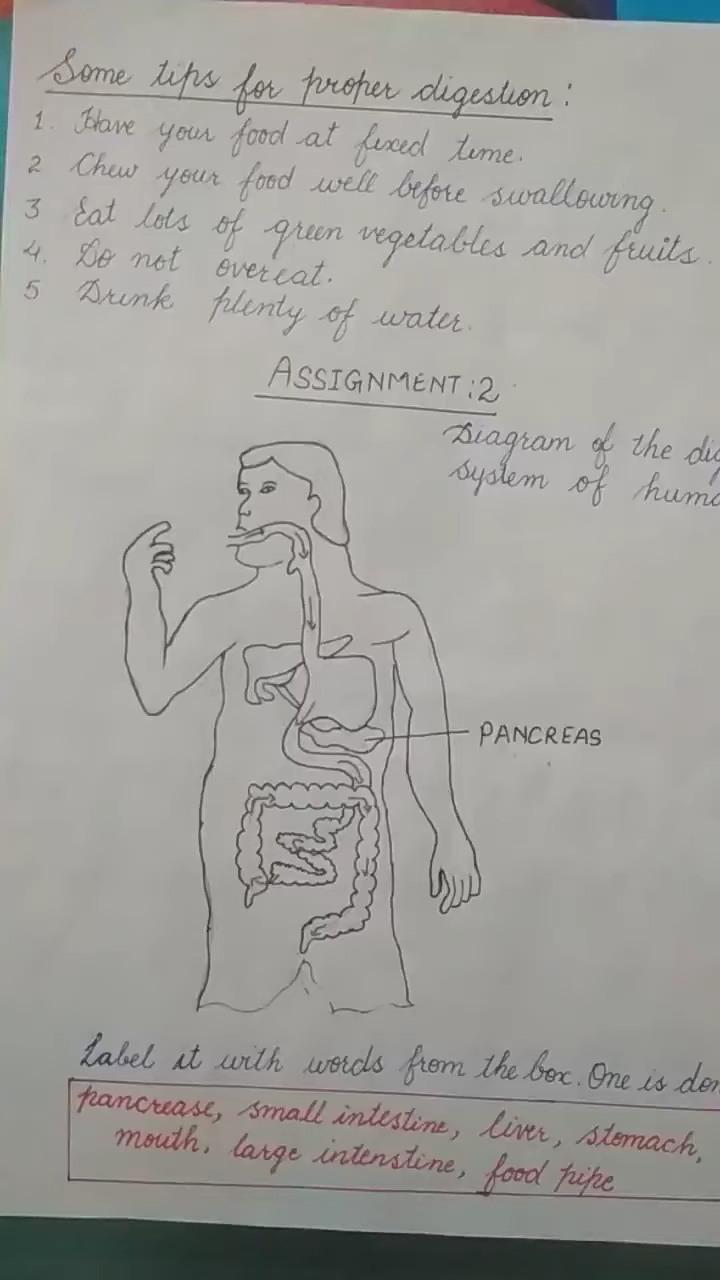 Some tips for proper digestion:
1. Have your food at fixed time.
2 Chew your food well before swallowing.
3 Eat lots of green vegetables and fruits.
4. Do not overeat.
5 Drink plenty of water.
ASSIGNMENT:2
Diagram of the
system of
PANCREAS
Label it with words from the box. One is
pancrease, small intestine, liver, stomach,
mouth, large intenstine, food pipe